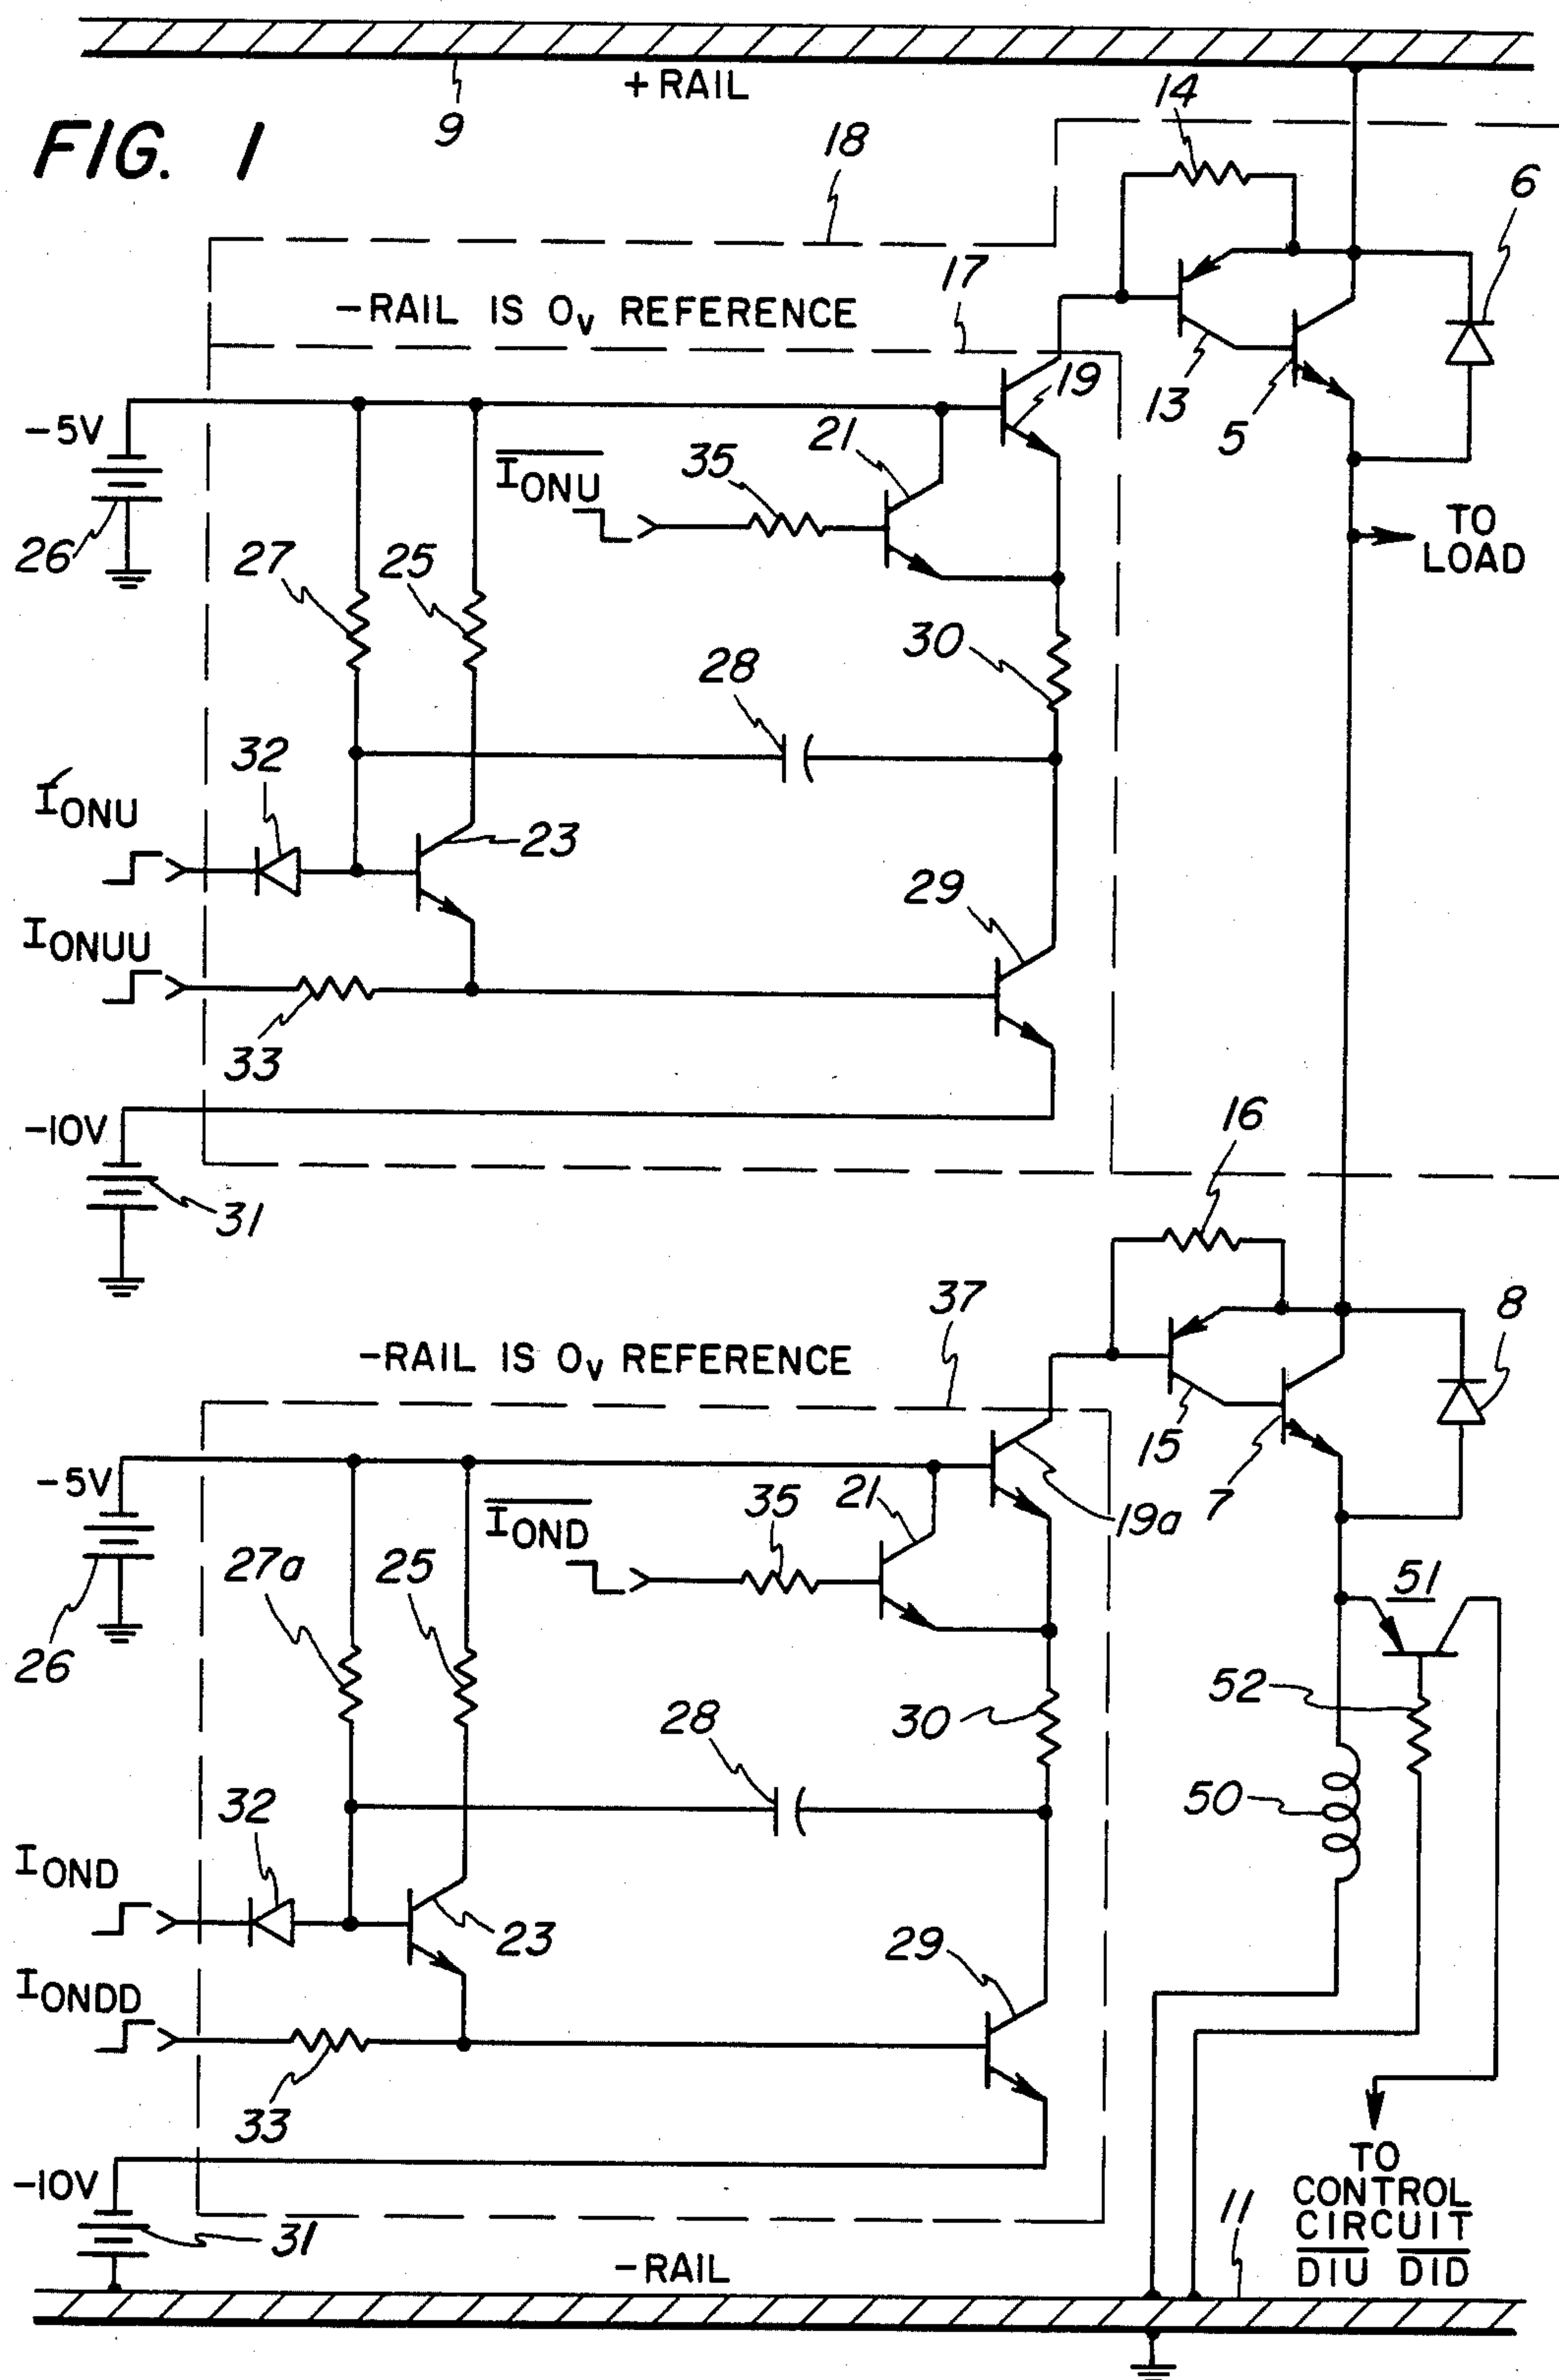 +RAIL
9
FIG. 1
18
14
6
17
-RAIL IS 0v REFERENCE
19
13
5
-5V
21
35
IONU
26
27
25
TO
LOAD
30
28
32
IONU
23
29
IONUU
33
-10V
31
16
37
8
-RAIL IS 0v REFERENCE
15
7
-5V
21
35
19a
IOND
27a
25
51
26
52
30
28
50
32
IOND
23
29
IONDD
33
TO
CONTROL
CIRCUIT
DIU DID
-10V
31
11
-RAIL